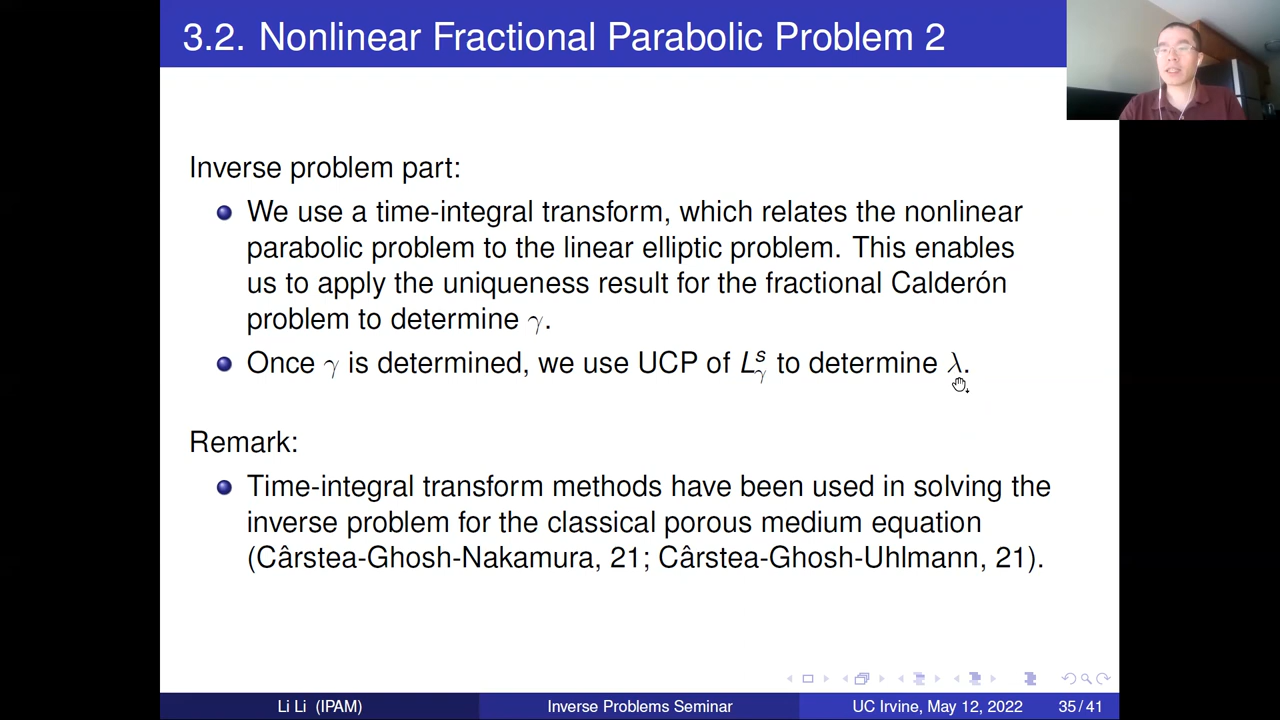 3.2. Nonlinear Fractional Parabolic Problem 2
Inverse problem part:
We use a time-integral transform, which relates the nonlinear
parabolic problem to the linear elliptic problem. This enables
us to apply the uniqueness result for the fractional Calderón
problem to determine γ.
Once γ is determined, we use UCP of L^s_γ to determine λ.
Remark:
Time-integral transform methods have been used in solving the
inverse problem for the classical porous medium equation
(Cârstea-Ghosh-Nakamura, 21; Cârstea-Ghosh-Uhlmann, 21).
Li Li (IPAM) Inverse Problems Seminar UC Irvine, May 12, 2022 35 / 41